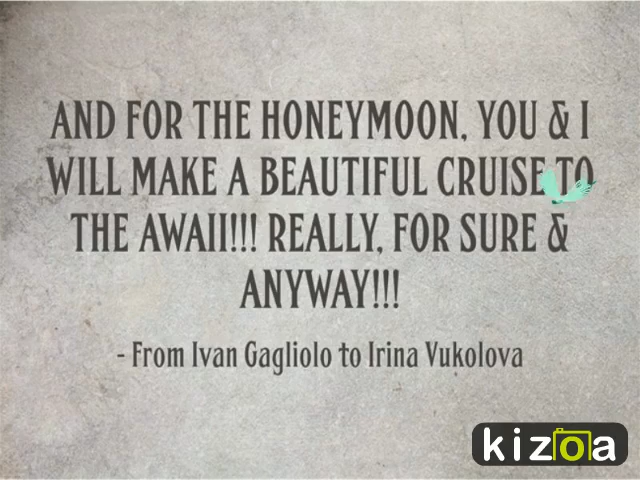 AND FOR THE HONEYMOON, YOU & I
WILL MAKE A BEAUTIFUL CRUISE TO
THE AWAII!!! REALLY, FOR SURE &
ANYWAY!!!
- From Ivan Gagliolo to Irina Vukolova
kizoa